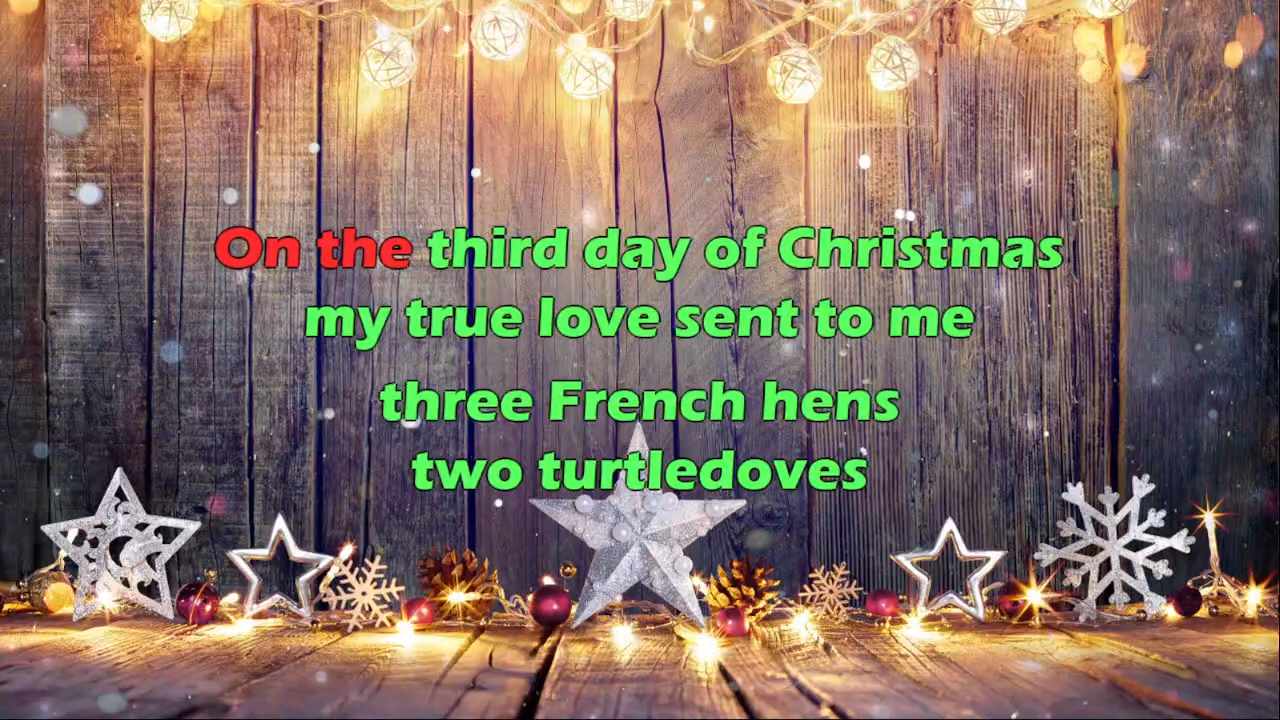 On the third day of Christmas
my true love sent to me
three French hens
two turtledoves